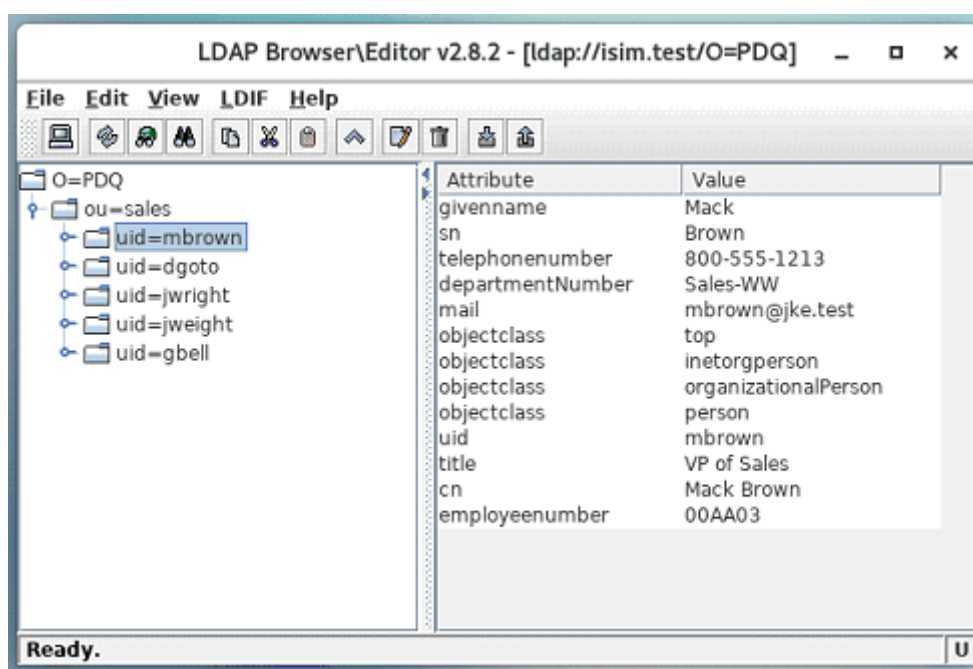 LDAP Browser\Editor v2.8.2 - [ldap://isim.test/O=PDQ]
File Edit View LDIF Help
O=PDQ
ou=sales
uid=mbrown
uid=dgoto
uid=jwright
uid=jweight
uid=gbell
Attribute Value
givenname Mack
sn Brown
telephonenumber 800-555-1213
departmentNumber Sales-WW
mail mbrown@jke.test
objectclass top
objectclass inetorgperson
objectclass organizationalPerson
objectclass person
uid mbrown
title VP of Sales
cn Mack Brown
employeenumber 00AA03
Ready. U